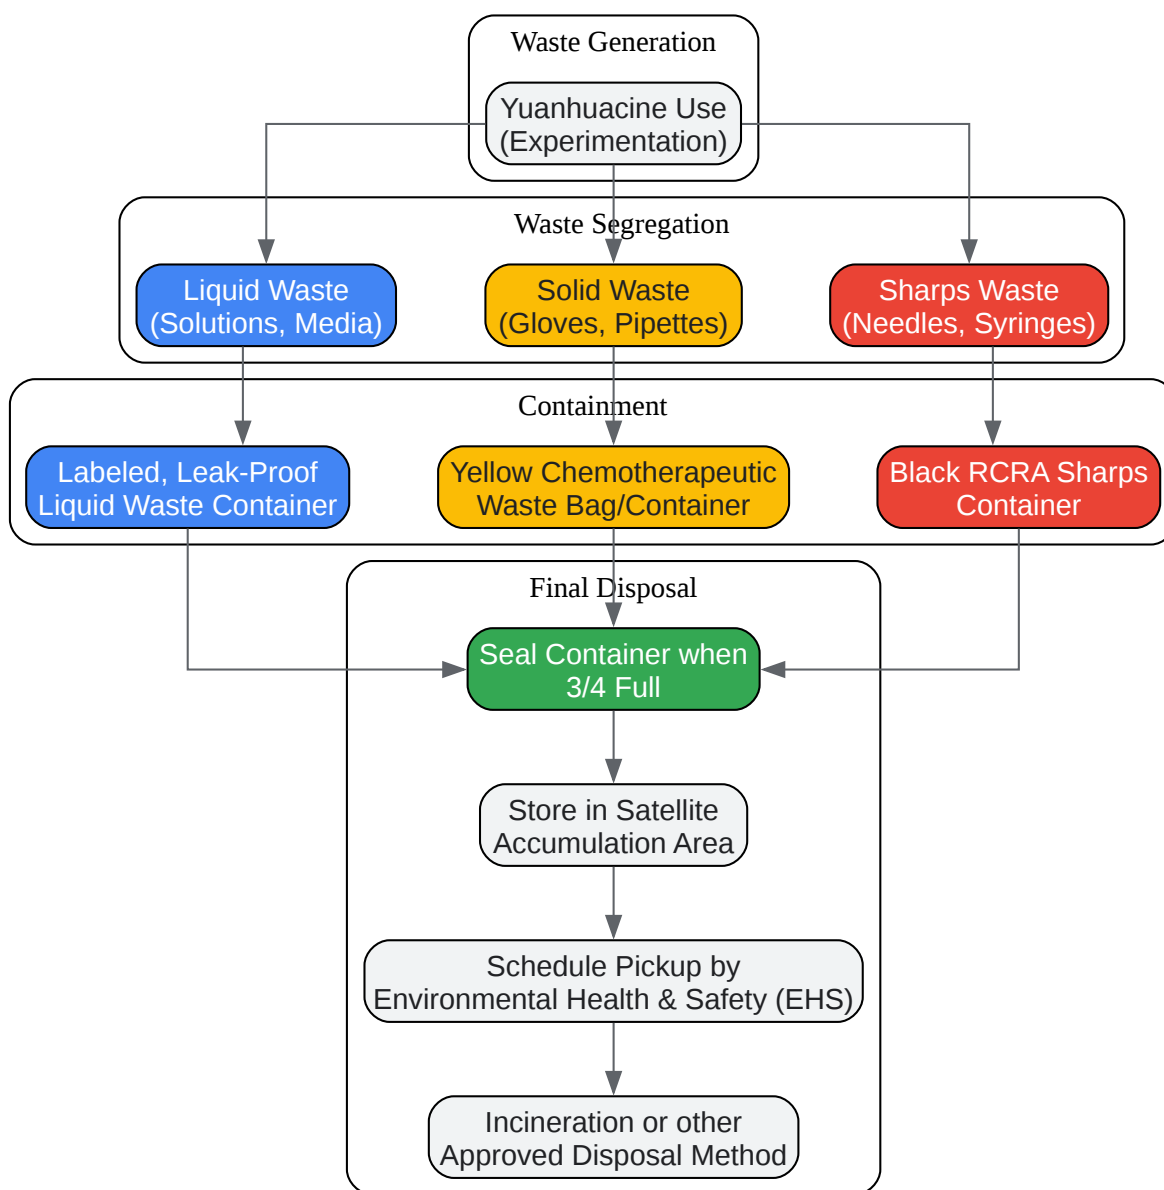 Waste Generation
Yuanhuacine Use
(Experimentation)
Waste Segregation
Liquid Waste
(Solutions, Media)
Solid Waste
(Gloves, Pipettes)
Sharps Waste
(Needles, Syringes)
Containment
Labeled, Leak-Proof
Liquid Waste Container
Yellow Chemotherapeutic
Waste Bag/Container
Black RCRA Sharps
Container
Final Disposal
Seal Container when
3/4 Full
Store in Satellite
Accumulation Area
Schedule Pickup by
Environmental Health & Safety (EHS)
Incineration or other
Approved Disposal Method